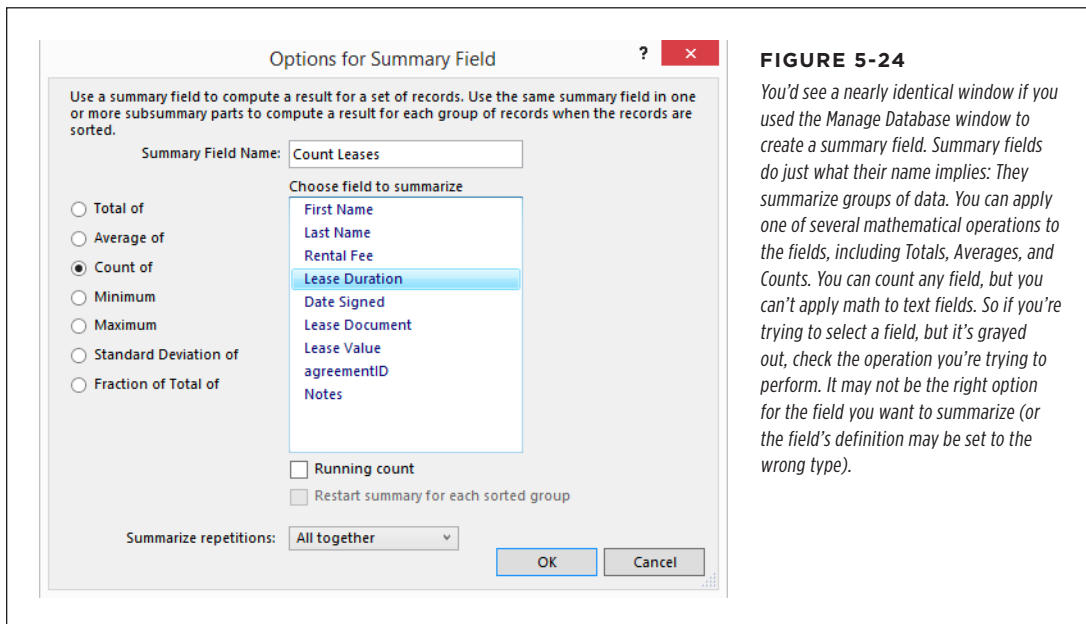 Options for Summary Field
?
×
Use a summary field to compute a result for a set of records. Use the same summary field in one
or more subsummary parts to compute a result for each group of records when the records are
sorted.
Summary Field Name: Count Leases
Choose field to summarize
Total of
Average of
Count of
Minimum
Maximum
Standard Deviation of
Fraction of Total of
First Name
Last Name
Rental Fee
Lease Duration
Date Signed
Lease Document
Lease Value
agreementID
Notes
Running count
Restart summary for each sorted group
Summarize repetitions: All together
OK Cancel
FIGURE 5-24
You’d see a nearly identical window if you
used the Manage Database window to
create a summary field. Summary fields
do just what their name implies: They
summarize groups of data. You can apply
one of several mathematical operations to
the fields, including Totals, Averages, and
Counts. You can count any field, but you
can’t apply math to text fields. So if you’re
trying to select a field, but it’s grayed
out, check the operation you’re trying to
perform. It may not be the right option
for the field you want to summarize (or
the field’s definition may be set to the
wrong type).